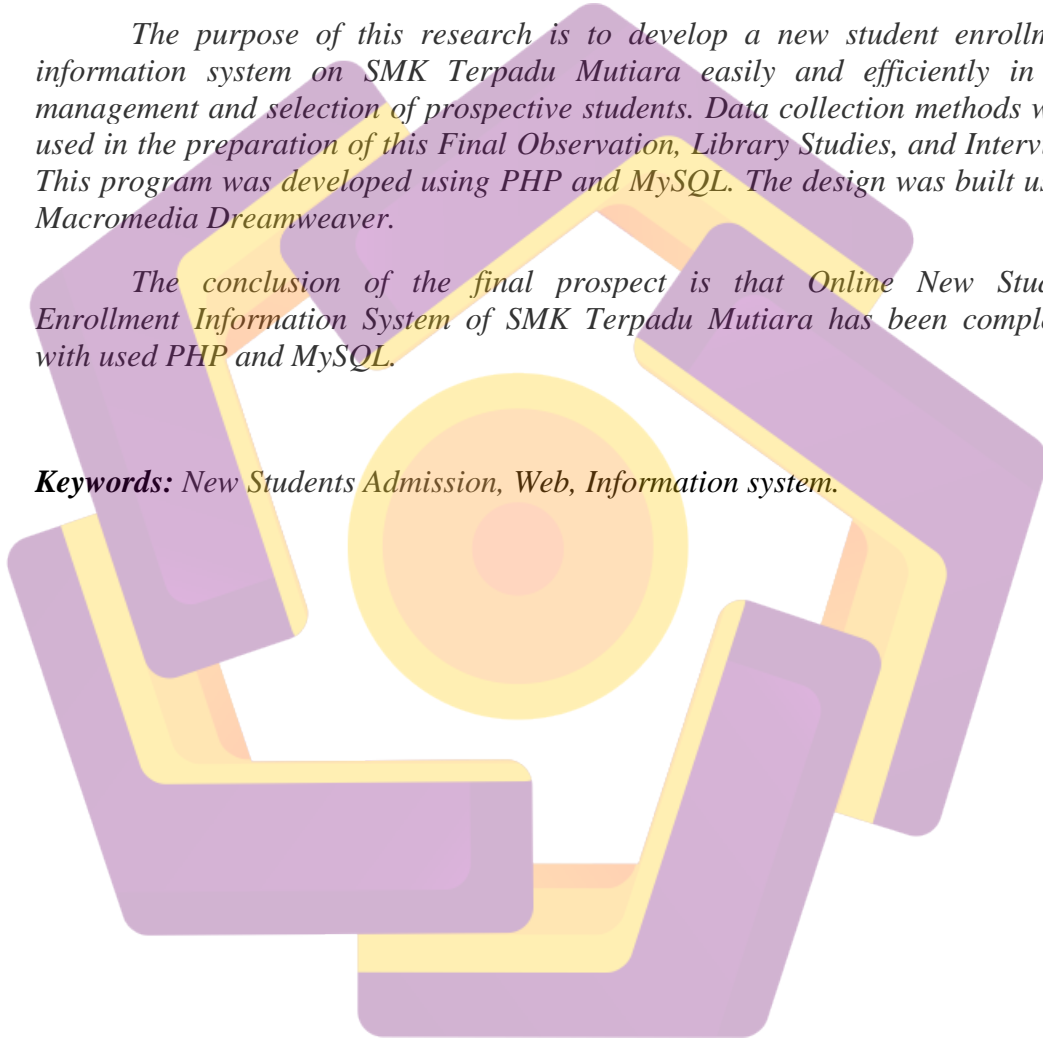 The purpose of this research is to develop a new student enrollm
information system on SMK Terpadu Mutiara easily and efficiently in
management and selection of prospective students. Data collection methods w
used in the preparation of this Final Observation, Library Studies, and Intervi
This program was developed using PHP and MySQL. The design was built us
Macromedia Dreamweaver.
The conclusion of the final prospect is that Online New Stud
Enrollment Information System of SMK Terpadu Mutiara has been comple
with used PHP and MySQL.
Keywords: New Students Admission, Web, Information system.